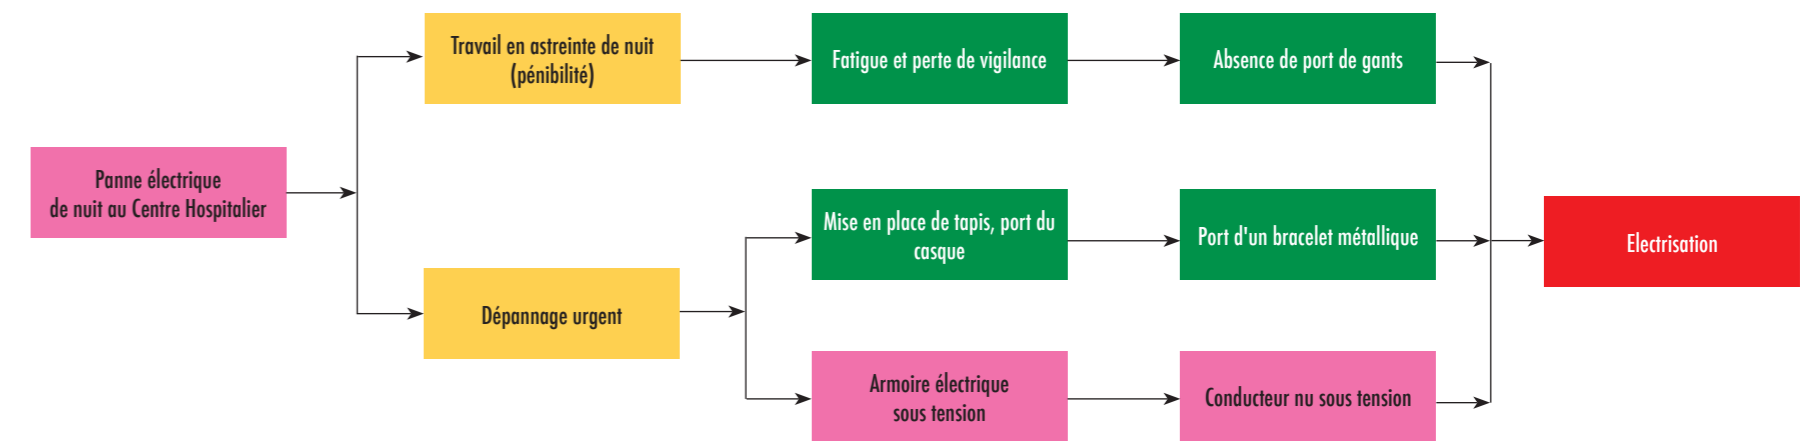 Travail en astreinte de nuit
(pénibilité)
Fatigue et perte de vigilance
Absence de port de gants
Panne électrique
de nuit au Centre Hospitalier
Mise en place de tapis, port du
casque
Port d'un bracelet métallique
Electrisation
Dépannage urgent
Armoire électrique
sous tension
Conducteur nu sous tension